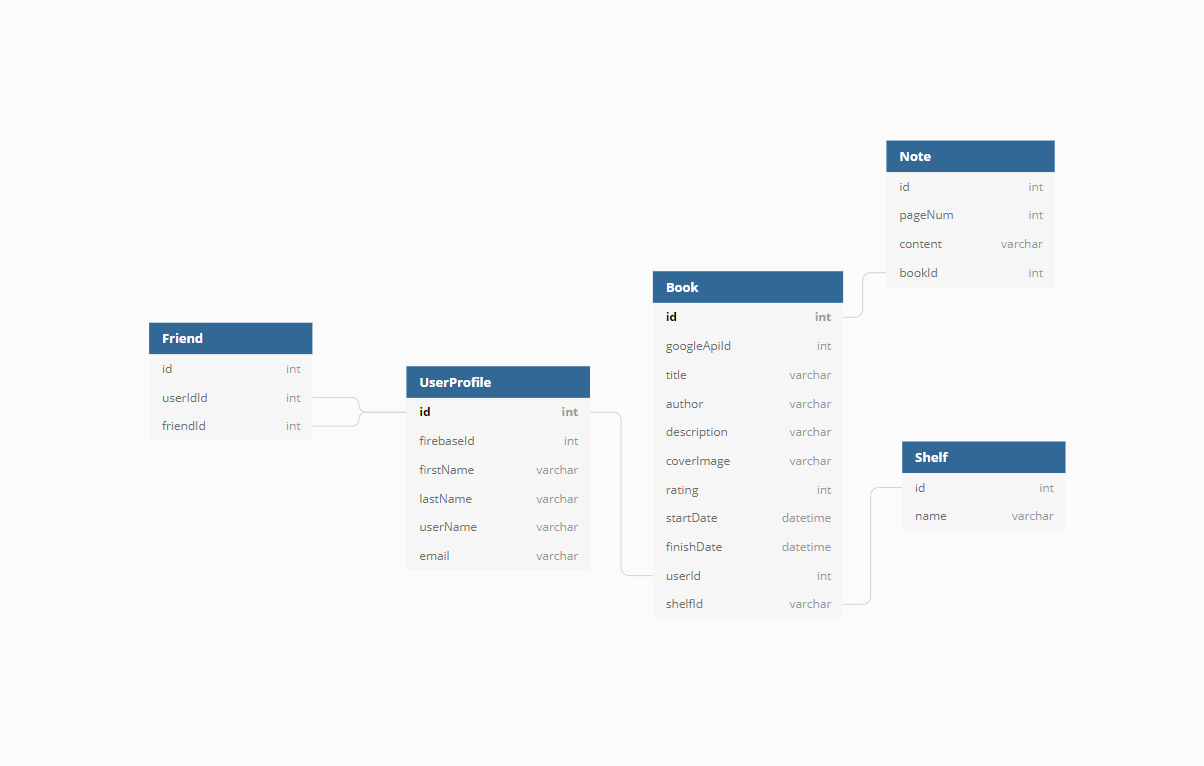 Friend
id int
userIdId int
friendId int
UserProfile
id int
firebaseId int
firstName varchar
lastName varchar
userName varchar
email varchar
Book
id int
googleApiId int
title varchar
author varchar
description varchar
coverImage varchar
rating int
startDate datetime
finishDate datetime
userId int
shelfId varchar
Note
id int
pageNum int
content varchar
bookId int
Shelf
id int
name varchar